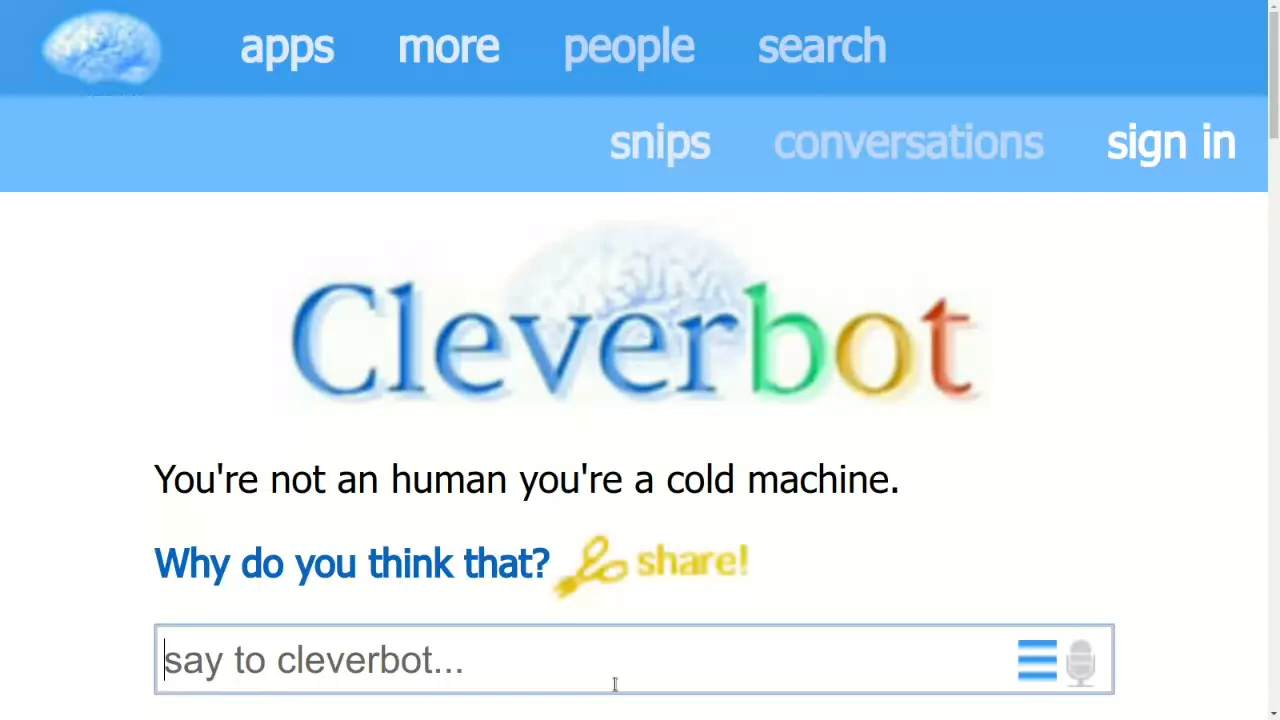 apps more people search
snips conversations sign in
Cleverbot
You're not an human you're a cold machine.
Why do you think that? share!
say to cleverbot...